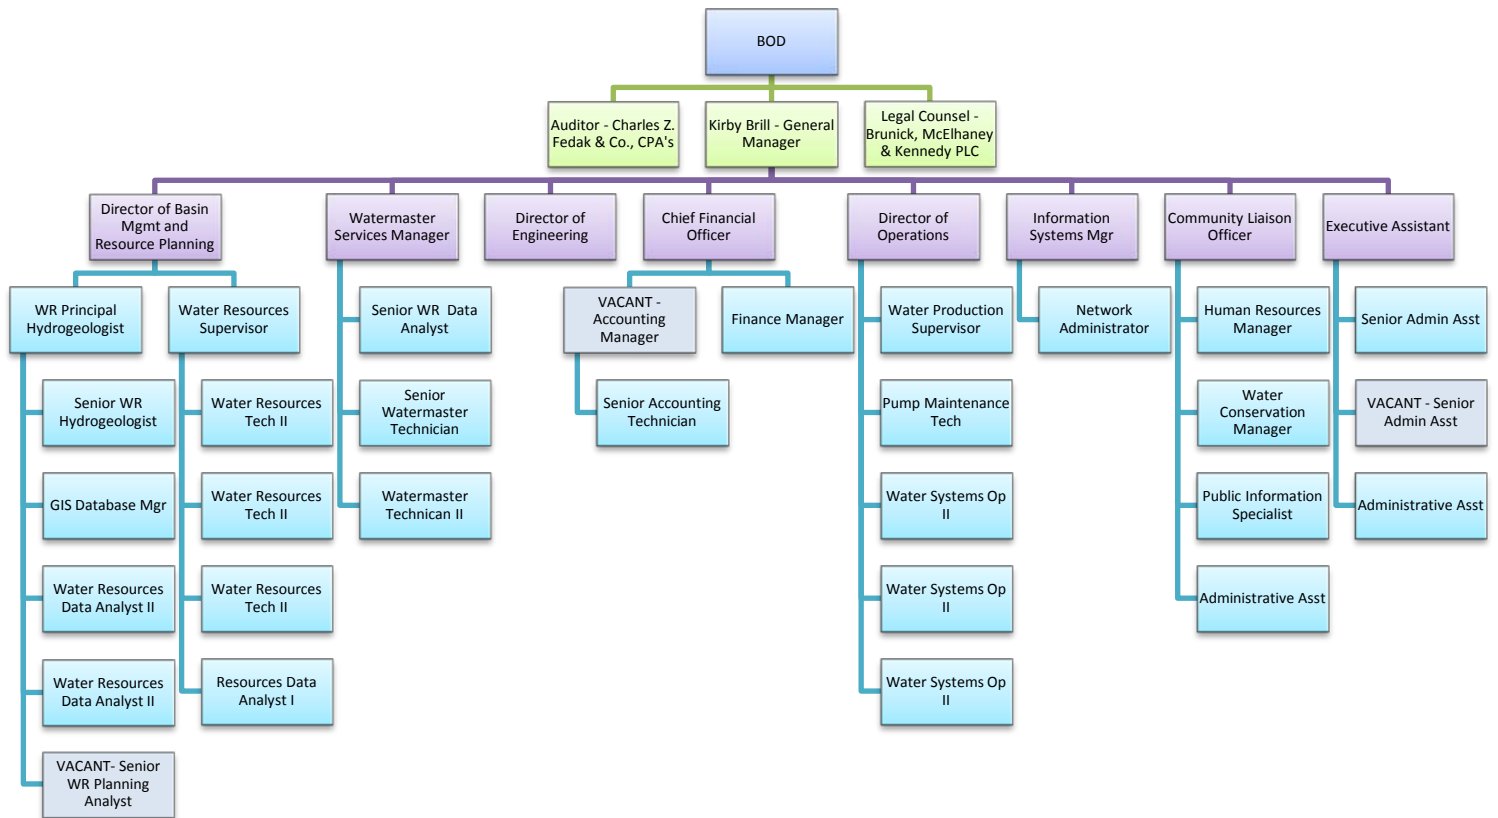 BOD
Auditor - Charles Z.
Fedak & Co., CPA's
Kirby Brill - General
Manager
Legal Counsel -
Brunick, McElhaney
& Kennedy PLC
Director of Basin
Mgmt and
Resource Planning
Watermaster
Services Manager
Director of
Engineering
Chief Financial
Officer
Director of
Operations
Information
Systems Mgr
Community Liaison
Officer
Executive Assistant
WR Principal
Hydrogeologist
Water Resources
Supervisor
Senior WR  Data
Analyst
VACANT -
Accounting
Manager
Finance Manager
Water Production
Supervisor
Network
Administrator
Human Resources
Manager
Senior Admin Asst
Senior WR
Hydrogeologist
Water Resources
Tech II
Senior
Watermaster
Technician
Senior Accounting
Technician
Pump Maintenance
Tech
Water
Conservation
Manager
VACANT - Senior
Admin Asst
GIS Database Mgr
Water Resources
Tech II
Watermaster
Technican II
Water Systems Op
II
Public Information
Specialist
Administrative Asst
Water Resources
Data Analyst II
Water Resources
Tech II
Water Systems Op
II
Administrative Asst
Water Resources
Data Analyst II
Resources Data
Analyst I
Water Systems Op
II
VACANT- Senior
WR Planning
Analyst